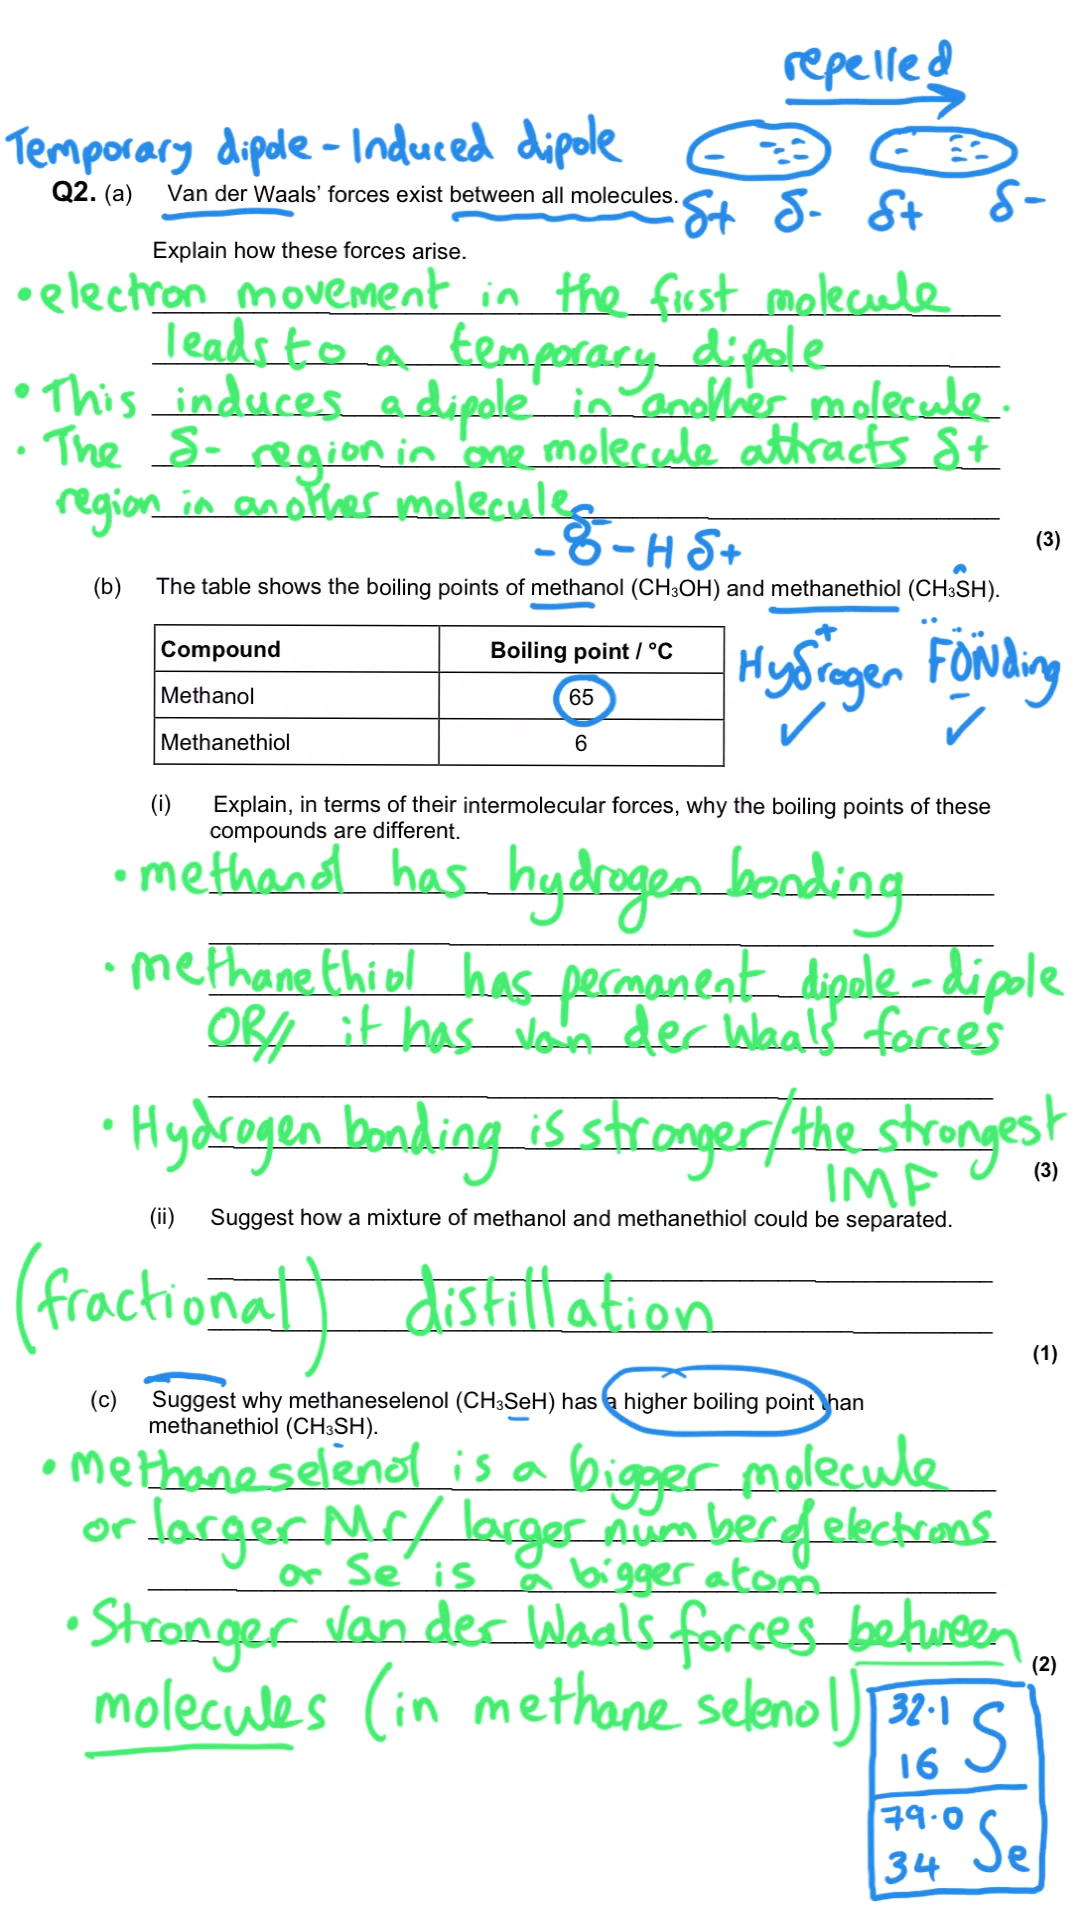 repelled
Temporary dipole - Induced dipole
Q2. (a) Van der Waals' forces exist between all molecules.
δ+ δ- δ+ δ-
Explain how these forces arise.
• electron movement in the first molecule
leads to a temporary dipole
• This induces a dipole in another molecule.
• The δ- region in one molecule attracts δ+
region in another molecule
(3)
δ-
- O - H δ+
(b) The table shows the boiling points of methanol (CH₃OH) and methanethiol (CH₃SH).
Compound Boiling point / °C
Methanol 65
Methanethiol 6
Hydrogen FONding
(i) Explain, in terms of their intermolecular forces, why the boiling points of these
compounds are different.
• methanol has hydrogen bonding
• methanethiol has permanent dipole-dipole
OR// it has van der Waals forces
• Hydrogen bonding is stronger/the strongest
IMF
(3)
(ii) Suggest how a mixture of methanol and methanethiol could be separated.
(fractional) distillation
(1)
(c) Suggest why methaneselenol (CH₃SeH) has a higher boiling point than
methanethiol (CH₃SH).
• Methaneselenol is a bigger molecule
or larger Mr/ larger number of electrons
or Se is a bigger atom
• Stronger van der Waals forces between
(2)
molecules (in methane selenol)
32.1
16 S
79.0
34 Se